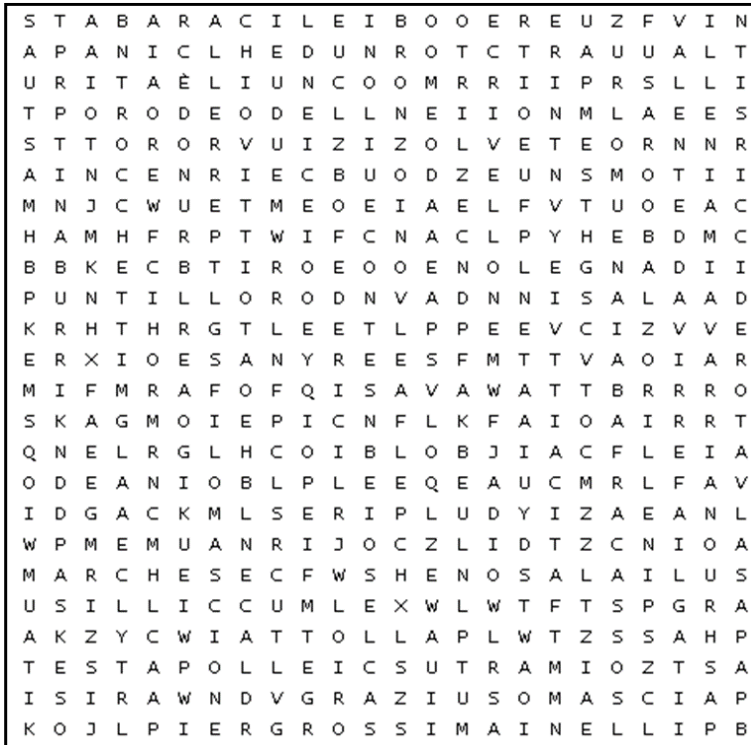 S T A B A R A C I L E I B O O E R E U Z F V I N
A P A N I C L H E D U N R O T C T R A U U A L T
U R I T A È L I U N C O O M R R I I P R S L L I
T P O R O D E O D E L L N E I I O N M L A E E S
S T T O R O R V U I Z I Z O L V E T E O R N N R
A I N C E N R I E C B U O D Z E U N S M O T I I
M N J C W U E T M E O E I A E L F V T U O E A C
H A M H F R P T W I F C N A C L P Y H E B D M C
B B K E C B T I R O E O O E N O L E G N A D I I
P U N T I L L O R O D N V A D N N I S A L A A D
K R H T H R G T L E E T L P P E E V C I Z V V E
E R X I O E S A N Y R E E S F M T T V A O I A R
M I F M R A F O F Q I S A V A W A T T B R R R O
S K A G M O I E P I C N F L K F A I O A I R R T
Q N E L R G L H C O I B L O B J I A C F L E I A
O D E A N I O B L P L E E Q E A U C M R L F A V
I D G A C K M L S E R I P L U D Y I Z A E A N L
W P M E M U A N R I J O C Z L I D T Z C N I O A
M A R C H E S E C F W S H E N O S A L A I L U S
U S I L L I C C U M L E X W L W T F T S P G R A
A K Z Y C W I A T T O L L A P L W T Z S S A H P
T E S T A P O L L E I C S U T R A M I O Z T S A
I S I R A W N D V G R A Z I U S O M A S C I A P
K O J L P I E R G R O S S I M A I N E L L I P B